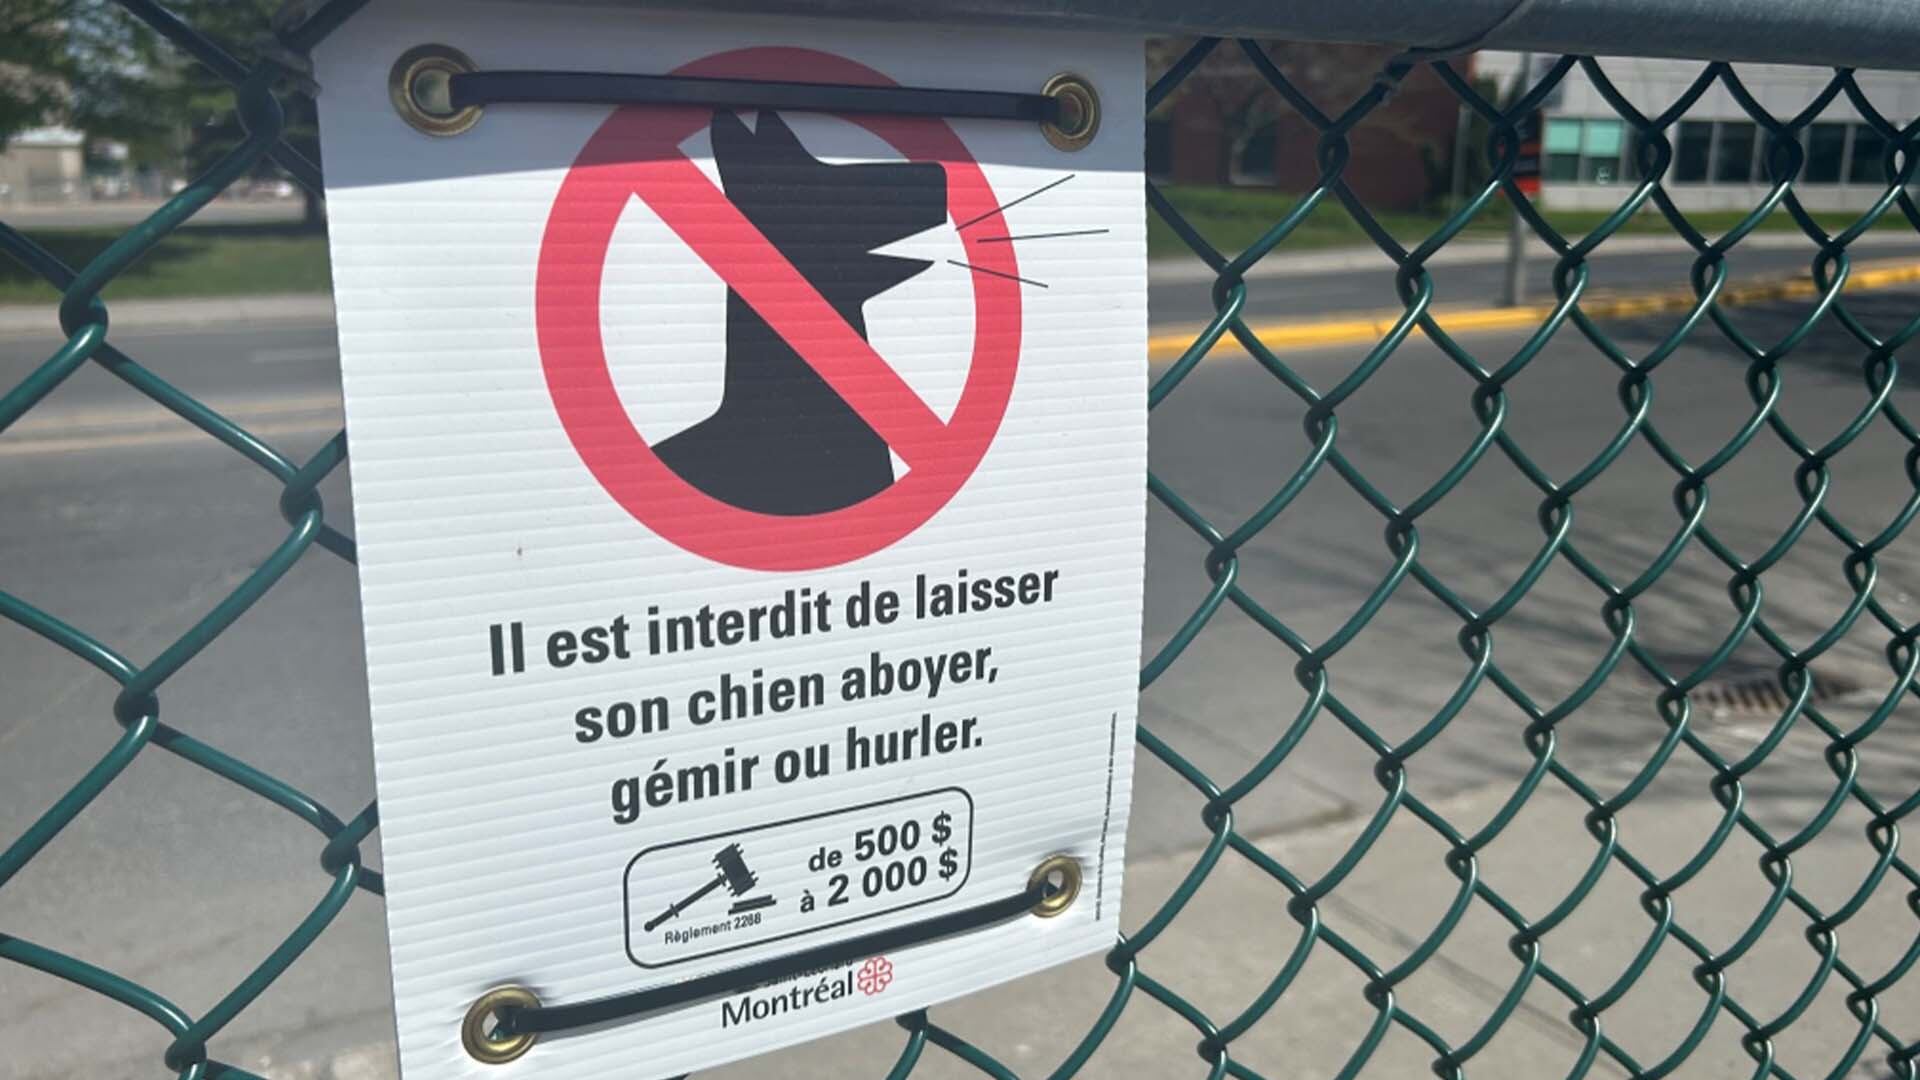 Il est interdit de laisser
son chien aboyer,
gémir ou hurler.
de 500 $
à 2 000 $
Règlement 2268
Montréal